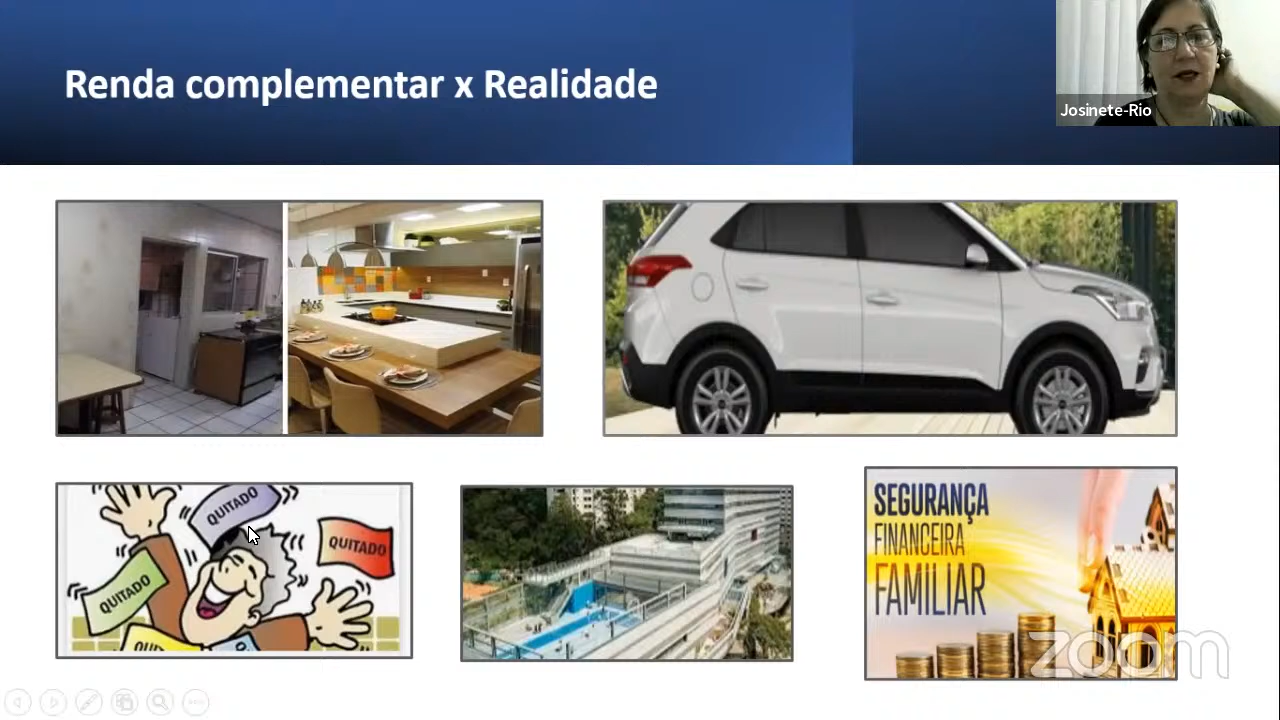 Renda complementar x Realidade
Josinete-Rio
QUITADO
QUITADO
QUITADO
SEGURANÇA
FINANCEIRA
FAMILIAR
zoom